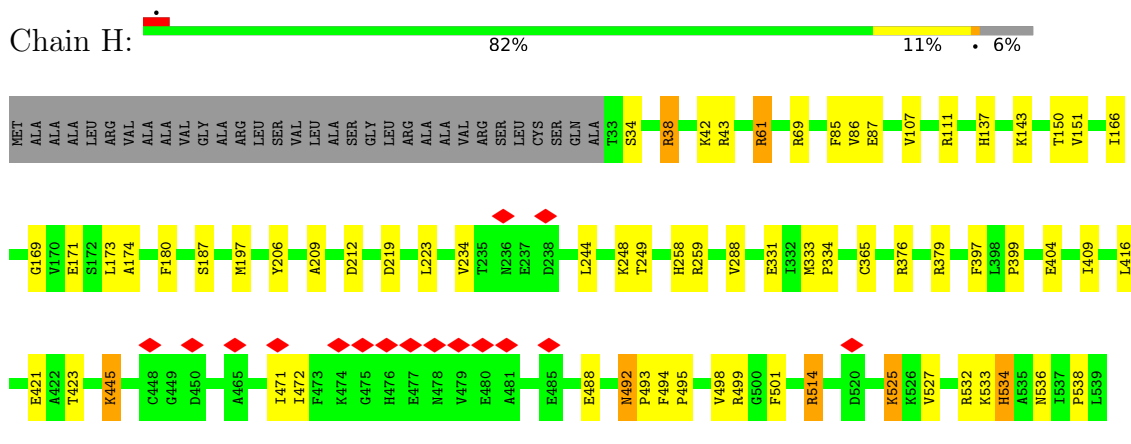 Chain H:
82% 11% • 6%
MET ALA ALA ALA LEU ARG VAL ALA ALA VAL GLY ALA ARG LEU SER VAL LEU ALA SER GLY LEU ARG ALA ALA VAL ARG SER LEU CYS SER GLN ALA T33 S34 R38 K42 R43 R61 R69 F85 V86 E87 V107 R111 H137 K143 T150 V151 I166
G169 V170 E171 S172 L173 A174 F180 S187 M197 Y206 A209 D212 D219 L223 V234 T235 N236 E237 D238 L244 K248 T249 H258 R259 V288 E331 I332 M333 P334 C365 R376 R379 F397 L398 P399 E404 I409 L416
E421 A422 T423 K445 C448 G449 D450 A465 I471 I472 F473 K474 G475 H476 E477 N478 V479 E480 A481 E485 E488 N492 P493 F494 P495 V498 R499 G500 F501 R514 D520 K525 K526 V527 R532 K533 H534 A535 N536 I537 P538 L539